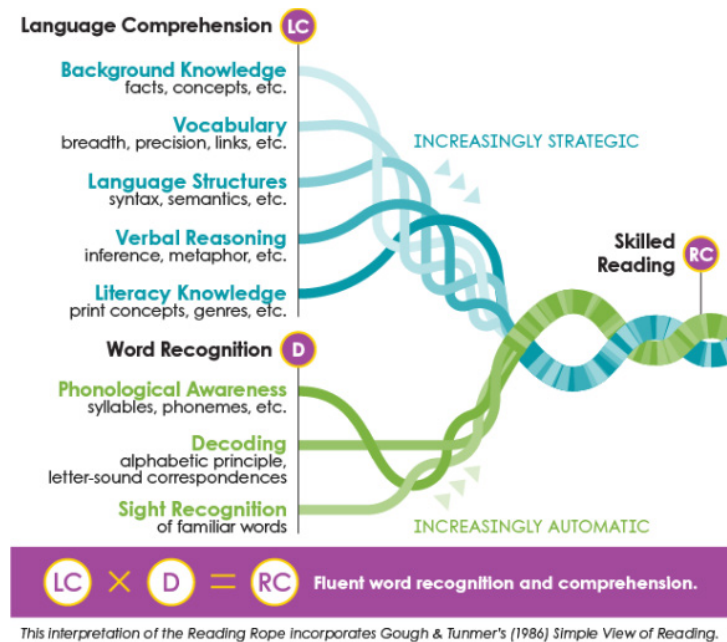 Language Comprehension LC
Background Knowledge
facts, concepts, etc.
Vocabulary
breadth, precision, links, etc.
INCREASINGLY STRATEGIC
Language Structures
syntax, semantics, etc.
Verbal Reasoning
inference, metaphor, etc.
Skilled
Reading
RC
Literacy Knowledge
print concepts, genres, etc.
Word Recognition D
Phonological Awareness
syllables, phonemes, etc.
Decoding
alphabetic principle,
letter-sound correspondences
Sight Recognition
of familiar words
INCREASINGLY AUTOMATIC
LC × D = RC Fluent word recognition and comprehension.
This interpretation of the Reading Rope incorporates Gough & Tunmer's (1986) Simple View of Reading.